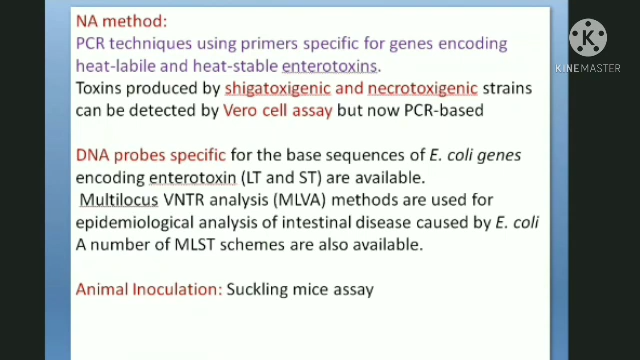 NA method:
PCR techniques using primers specific for genes encoding
heat-labile and heat-stable enterotoxins.
Toxins produced by shigatoxigenic and necrotoxigenic strains
can be detected by Vero cell assay but now PCR-based
DNA probes specific for the base sequences of E. coli genes
encoding enterotoxin (LT and ST) are available.
Multilocus VNTR analysis (MLVA) methods are used for
epidemiological analysis of intestinal disease caused by E. coli
A number of MLST schemes are also available.
Animal Inoculation: Suckling mice assay
K
KINEMASTER